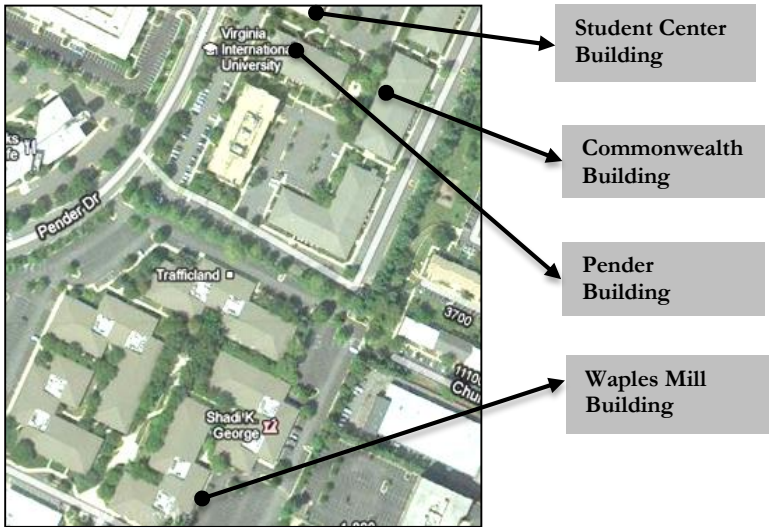 Virginia
International
University
Student Center
Building
Commonwealth
Building
Pender Dr
Pender
Building
Trafficland
3700
Waples Mill
Building
Shadi K
George